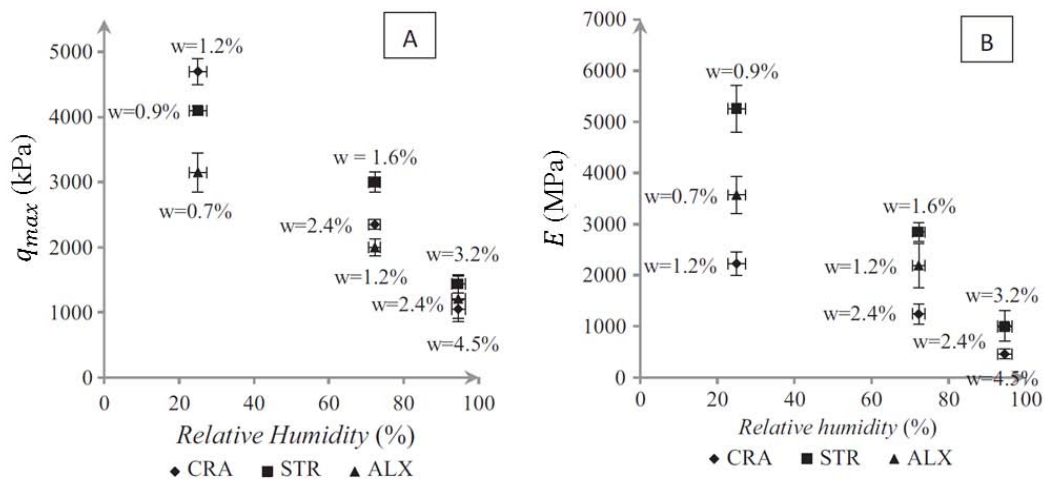 A
5000
4000
3000
2000
1000
0
q_max (kPa)
w=1.2%
w=0.9%
w=0.7%
w = 1.6%
w=2.4%
w=1.2%
w=3.2%
w=2.4%
w=4.5%
0 20 40 60 80 100
Relative Humidity (%)
CRA STR ALX
B
7000
6000
5000
4000
3000
2000
1000
0
E (MPa)
w=0.9%
w=0.7%
w=1.2%
w=1.6%
w=1.2%
w=2.4%
w=3.2%
w=2.4%
w=4.5%
0 20 40 60 80 100
Relative humidity (%)
CRA STR ALX